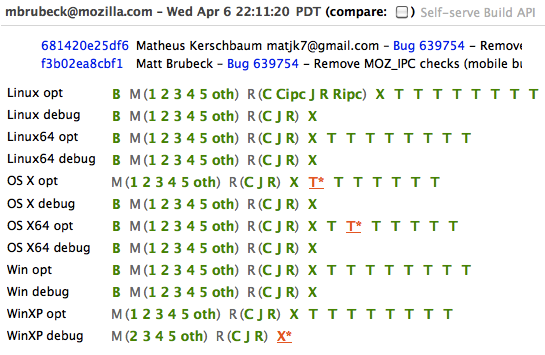 mbrubeck@mozilla.com – Wed Apr 6 22:11:20 PDT (compare: ) Self-serve Build API
681420e25df6 Matheus Kerschbaum matjk7@gmail.com – Bug 639754 – Remove
f3b02ea8cbf1 Matt Brubeck – Bug 639754 – Remove MOZ_IPC checks (mobile bu
Linux opt B M (1 2 3 4 5 oth) R (C Cipc J R Ripc) X T T T T T T T T
Linux debug B M (1 2 3 4 5 oth) R (C J R) X
Linux64 opt B M (1 2 3 4 5 oth) R (C J R) X T T T T T T T T
Linux64 debug B M (1 2 3 4 5 oth) R (C J R) X
OS X opt M (1 2 3 4 5 oth) R (C J R) X T* T T T T T T
OS X debug B M (1 2 3 4 5 oth) R (C J R) X
OS X64 opt B M (1 2 3 4 5 oth) R (C J R) X T T* T T T T T
OS X64 debug B M (1 2 3 4 5 oth) R (C J R) X
Win opt B M (1 2 3 4 5 oth) R (C J R) X T T T T T T T T
Win debug B M (1 2 3 4 5 oth) R (C J R) X
WinXP opt B M (1 2 3 4 5 oth) R (C J R) X T T T T T T T T
WinXP debug M (2 3 4 5 oth) R (C J R) X*